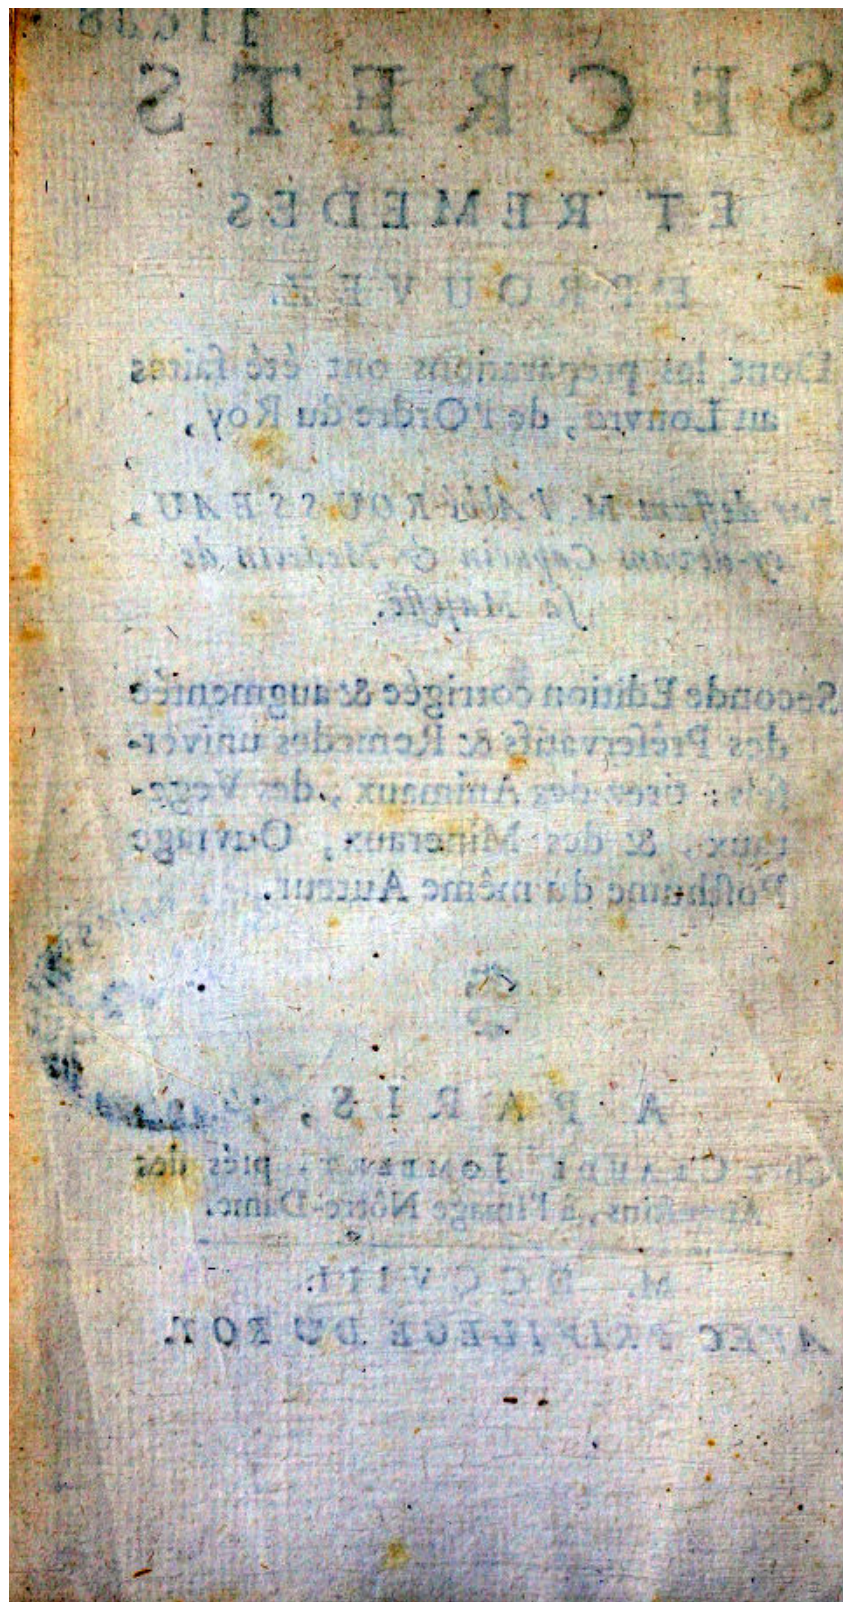 SECRETS
ET REMEDES
EPROUVEZ.
Dont les préparations ont été faites
au Louvre, de l'Ordre du Roy,
Par deffunt M. l'Abbé ROUSSEAU,
cy-devant Capucin & Medecin de
sa Majesté.
Seconde Edition corrigée & augmentée
des Préservatifs & Remedes univer-
sels; tirez des Animaux, des Vege-
taux, & des Mineraux, Ouvrage
Posthume du même Auteur.
A PARIS,
Chez CLAUDE JOMBERT, prés des
Augustins, à l'image Nôtre-Dame.
M. DCCVIII.
AVEC PRIVILEGE DU ROY.